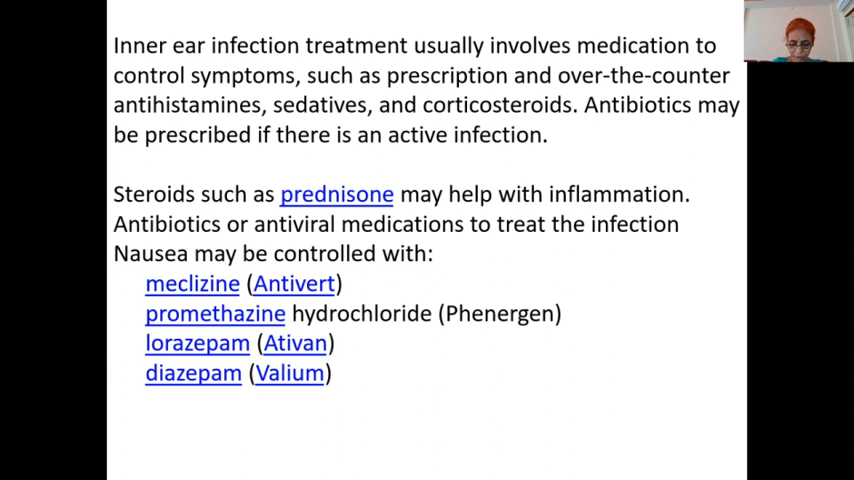 Inner ear infection treatment usually involves medication to
control symptoms, such as prescription and over-the-counter
antihistamines, sedatives, and corticosteroids. Antibiotics may
be prescribed if there is an active infection.
Steroids such as prednisone may help with inflammation.
Antibiotics or antiviral medications to treat the infection
Nausea may be controlled with:
meclizine (Antivert)
promethazine hydrochloride (Phenergen)
lorazepam (Ativan)
diazepam (Valium)